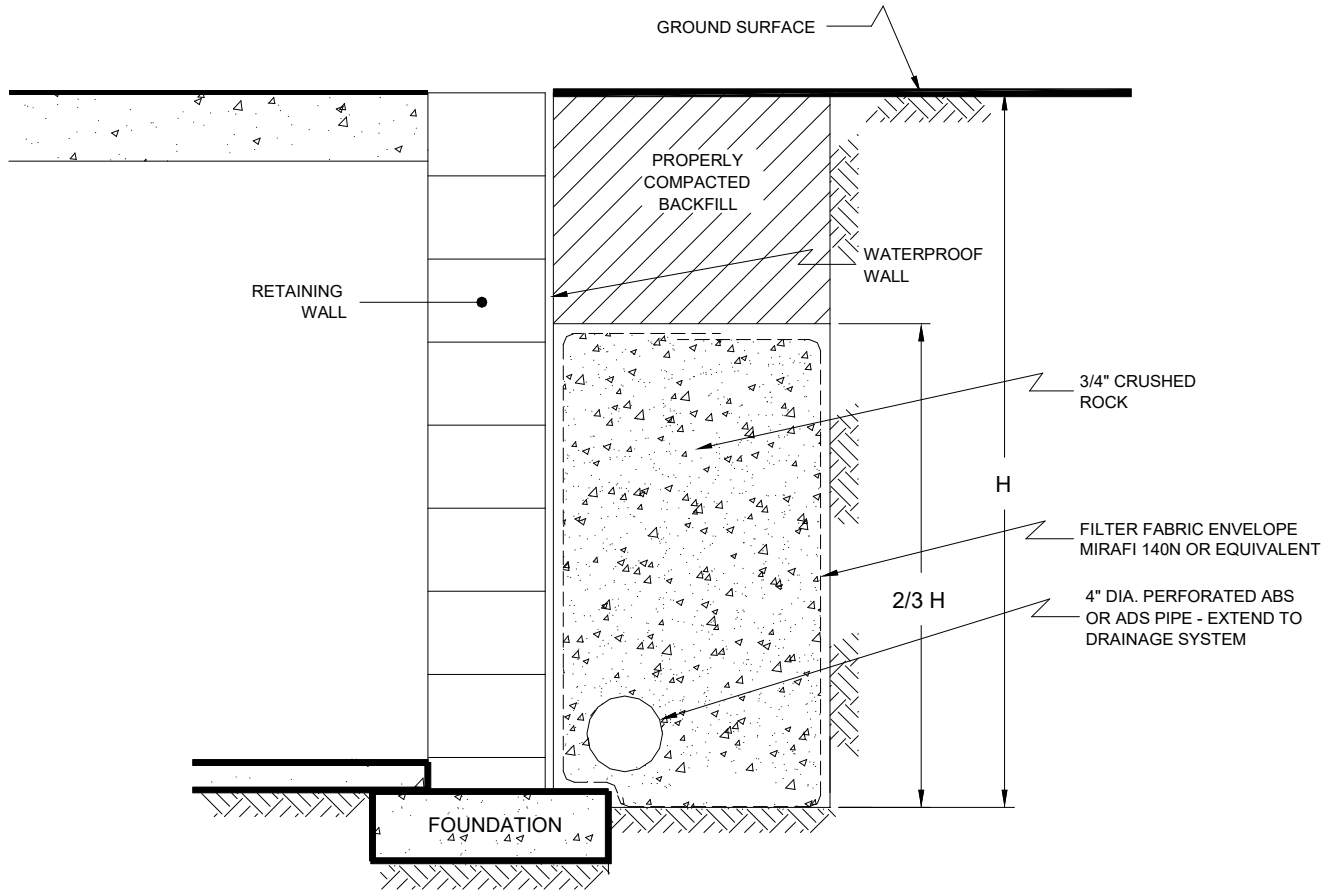 GROUND SURFACE
PROPERLY
COMPACTED
BACKFILL
WATERPROOF
WALL
RETAINING
WALL
3/4" CRUSHED
ROCK
H
FILTER FABRIC ENVELOPE
MIRAFI 140N OR EQUIVALENT
2/3 H
4" DIA. PERFORATED ABS
OR ADS PIPE - EXTEND TO
DRAINAGE SYSTEM
FOUNDATION